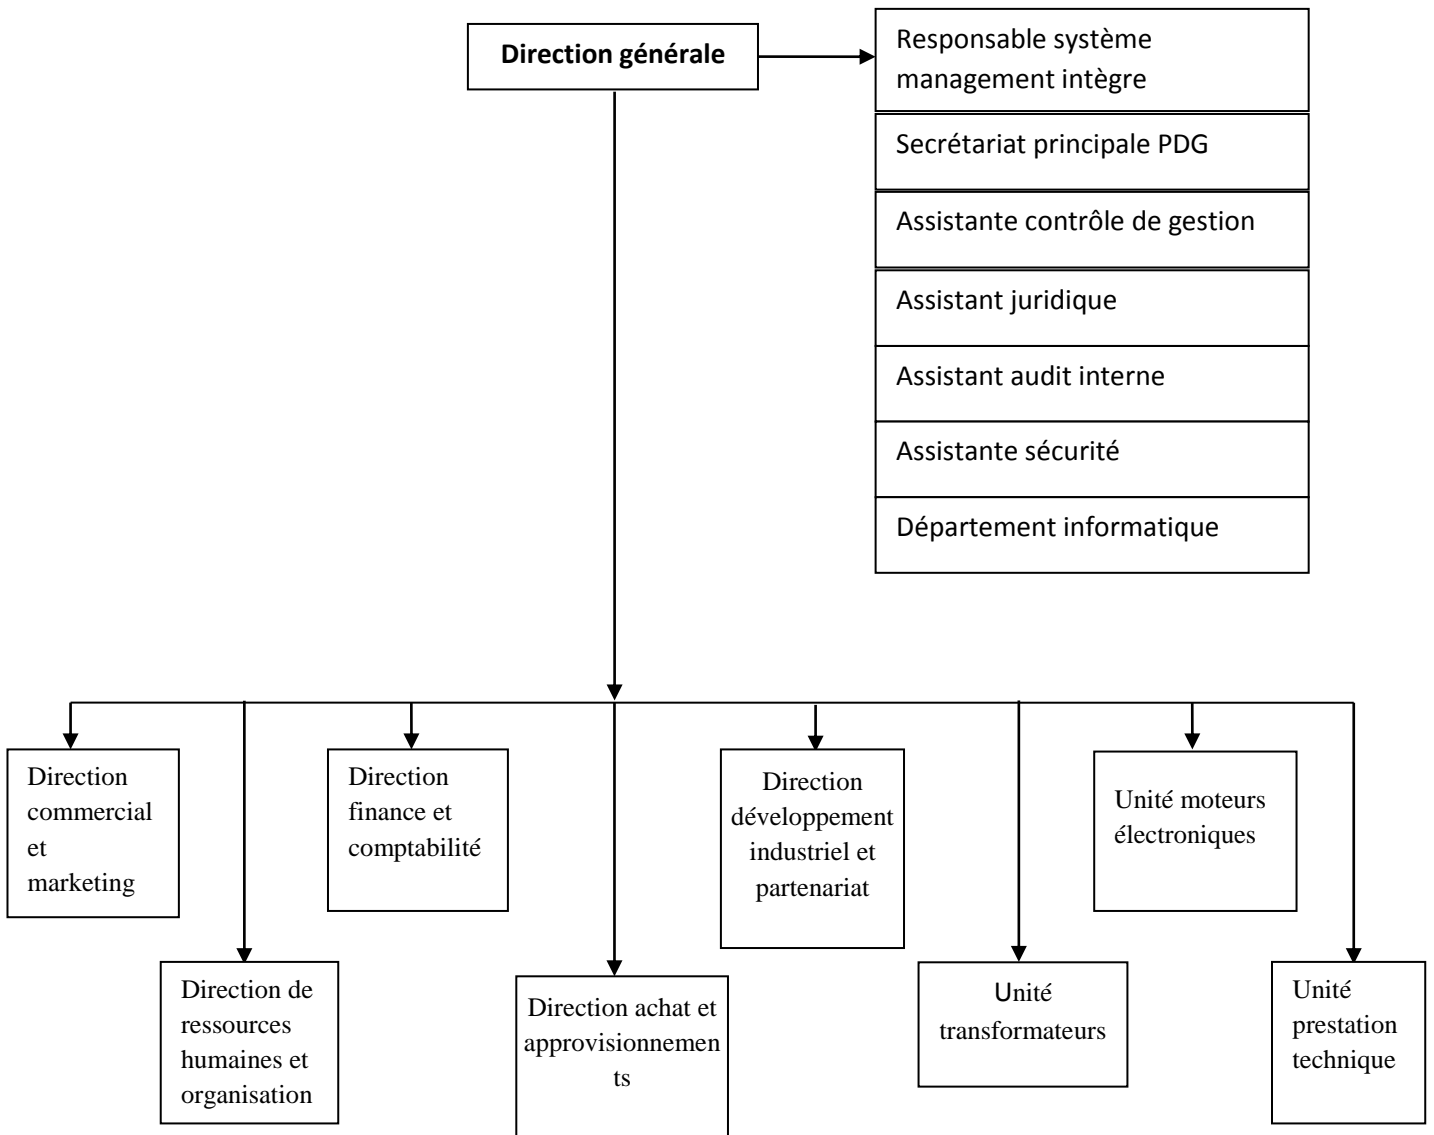 Direction générale
Responsable système
management intègre
Secrétariat principale PDG
Assistante contrôle de gestion
Assistant juridique
Assistant audit interne
Assistante sécurité
Département informatique
Direction
commercial
et
marketing
Direction
finance et
comptabilité
Direction
développement
industriel et
partenariat
Unité moteurs
électroniques
Direction de
ressources
humaines et
organisation
Direction achat et
approvisionnemen
ts
Unité
transformateurs
Unité
prestation
technique